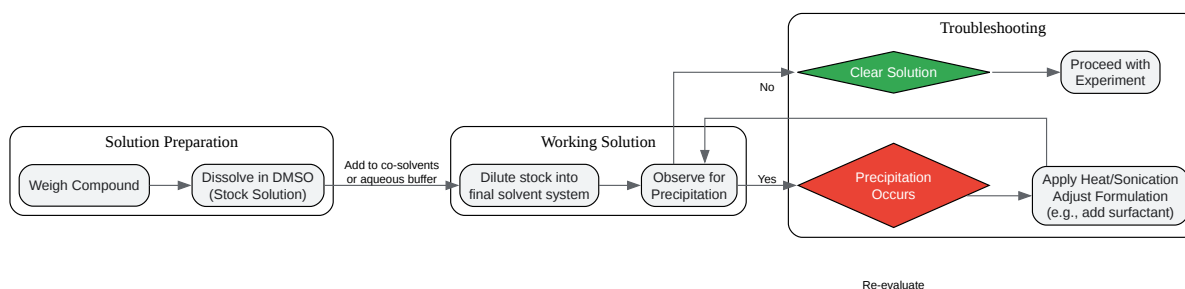 Troubleshooting
Clear Solution
Proceed with
Experiment
No
Solution Preparation
Working Solution
Weigh Compound
Dissolve in DMSO
(Stock Solution)
Add to co-solvents
or aqueous buffer
Dilute stock into
final solvent system
Observe for
Precipitation
Yes
Precipitation
Occurs
Apply Heat/Sonication
Adjust Formulation
(e.g., add surfactant)
Re-evaluate